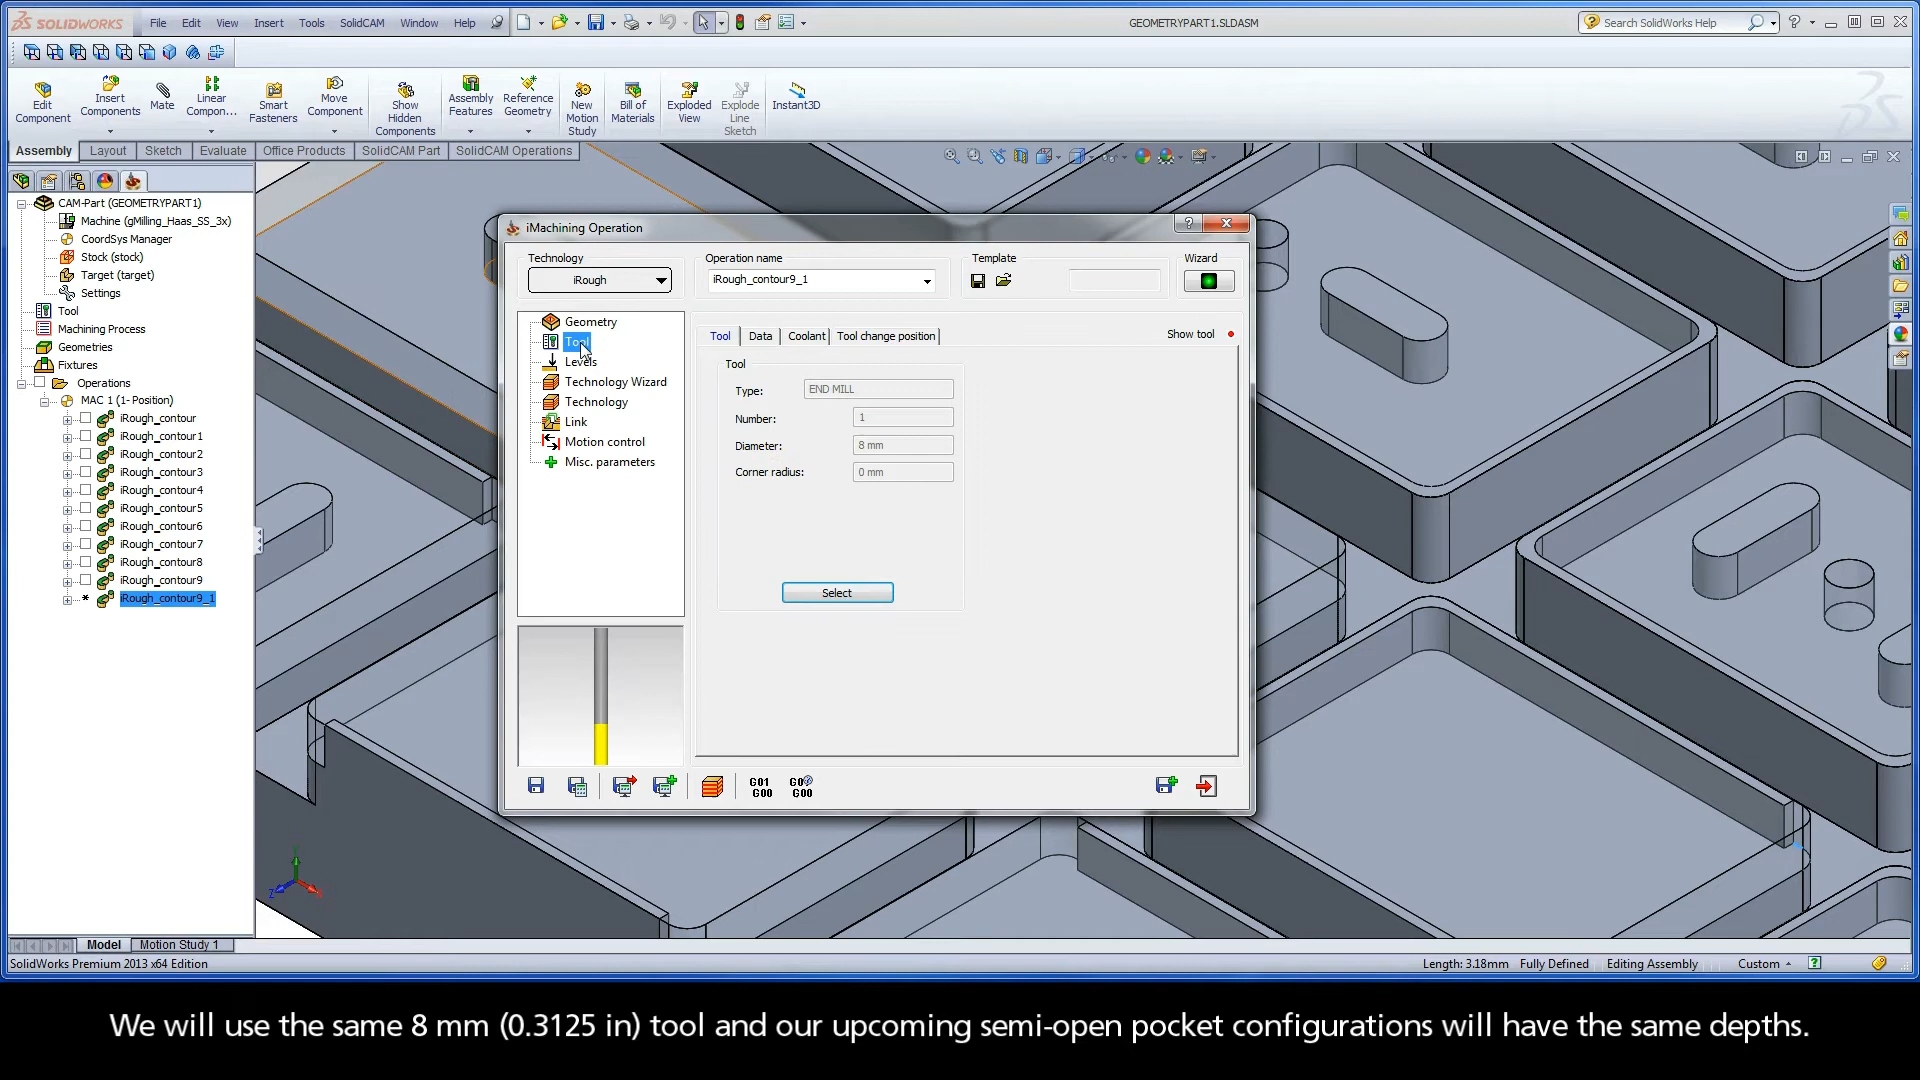 SOLIDWORKS
File Edit View Insert Tools SolidCAM Window Help
GEOMETRYPART1.SLDASM
Search SolidWorks Help
Edit Component
Insert Components
Mate
Linear Compon...
Smart Fasteners
Move Component
Show Hidden Components
Assembly Features
Reference Geometry
New Motion Study
Bill of Materials
Exploded View
Explode Line Sketch
Instant3D
Assembly Layout Sketch Evaluate Office Products SolidCAM Part SolidCAM Operations
CAM-Part (GEOMETRYPART1)
Machine (gMilling_Haas_SS_3x)
CoordSys Manager
Stock (stock)
Target (target)
Settings
Tool
Machining Process
Geometries
Fixtures
Operations
MAC 1 (1- Position)
iRough_contour
iRough_contour1
iRough_contour2
iRough_contour3
iRough_contour4
iRough_contour5
iRough_contour6
iRough_contour7
iRough_contour8
iRough_contour9
iRough_contour9_1
iMachining Operation
Technology
iRough
Operation name
iRough_contour9_1
Template
Wizard
Geometry
Tool
Levels
Technology Wizard
Technology
Link
Motion control
Misc. parameters
Tool Data Coolant Tool change position
Show tool
Tool
Type: END MILL
Number: 1
Diameter: 8 mm
Corner radius: 0 mm
Select
G01 G00
G00
Model Motion Study 1
SolidWorks Premium 2013 x64 Edition
Length: 3.18mm Fully Defined Editing Assembly Custom
We will use the same 8 mm (0.3125 in) tool and our upcoming semi-open pocket configurations will have the same depths.